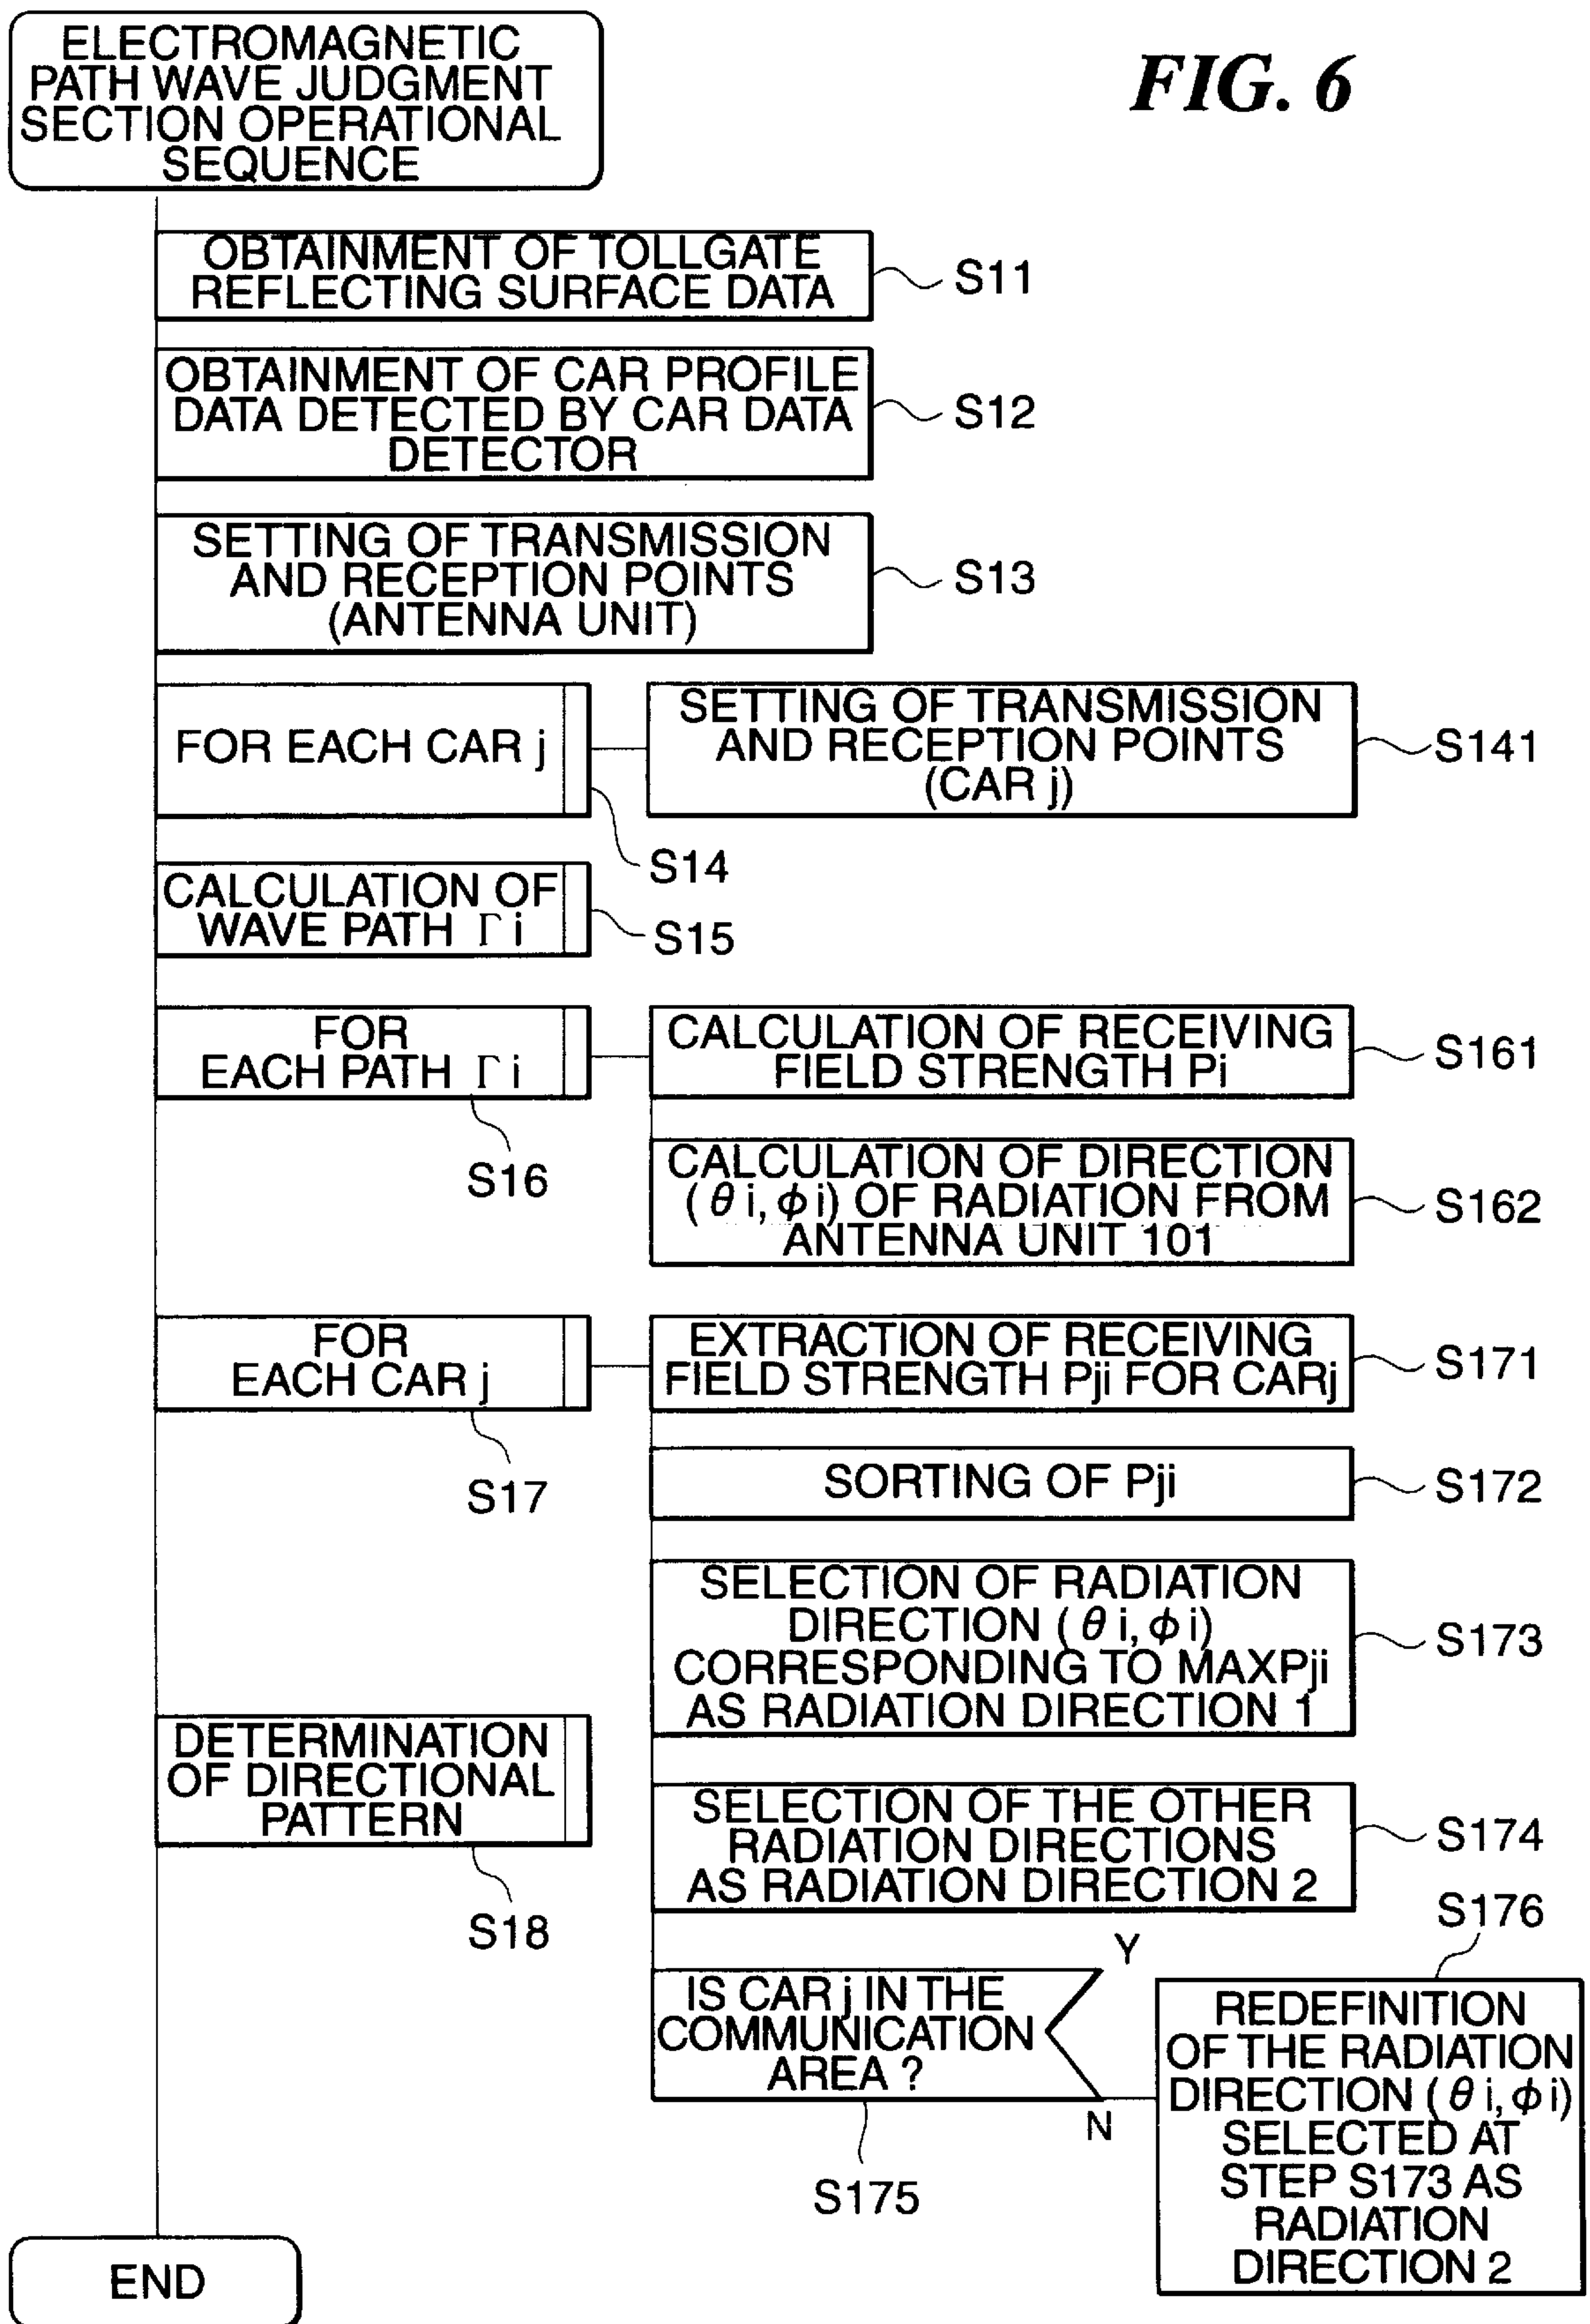 FIG. 6
ELECTROMAGNETIC
PATH WAVE JUDGMENT
SECTION OPERATIONAL
SEQUENCE
OBTAINMENT OF TOLLGATE
REFLECTING SURFACE DATA
S11
OBTAINMENT OF CAR PROFILE
DATA DETECTED BY CAR DATA
DETECTOR
S12
SETTING OF TRANSMISSION
AND RECEPTION POINTS
(ANTENNA UNIT)
S13
FOR EACH CAR j
S14
SETTING OF TRANSMISSION
AND RECEPTION POINTS
(CAR j)
S141
CALCULATION OF
WAVE PATH Γi
S15
FOR
EACH PATH Γi
S16
CALCULATION OF RECEIVING
FIELD STRENGTH Pi
S161
CALCULATION OF DIRECTION
(θi, φi) OF RADIATION FROM
ANTENNA UNIT 101
S162
FOR
EACH CAR j
S17
EXTRACTION OF RECEIVING
FIELD STRENGTH Pji FOR CARj
S171
SORTING OF Pji
S172
SELECTION OF RADIATION
DIRECTION (θi, φi)
CORRESPONDING TO MAXPji
AS RADIATION DIRECTION 1
S173
SELECTION OF THE OTHER
RADIATION DIRECTIONS
AS RADIATION DIRECTION 2
S174
IS CAR j IN THE
COMMUNICATION
AREA ?
Y
N
S175
REDEFINITION
OF THE RADIATION
DIRECTION (θi, φi)
SELECTED AT
STEP S173 AS
RADIATION
DIRECTION 2
S176
DETERMINATION
OF DIRECTIONAL
PATTERN
S18
END